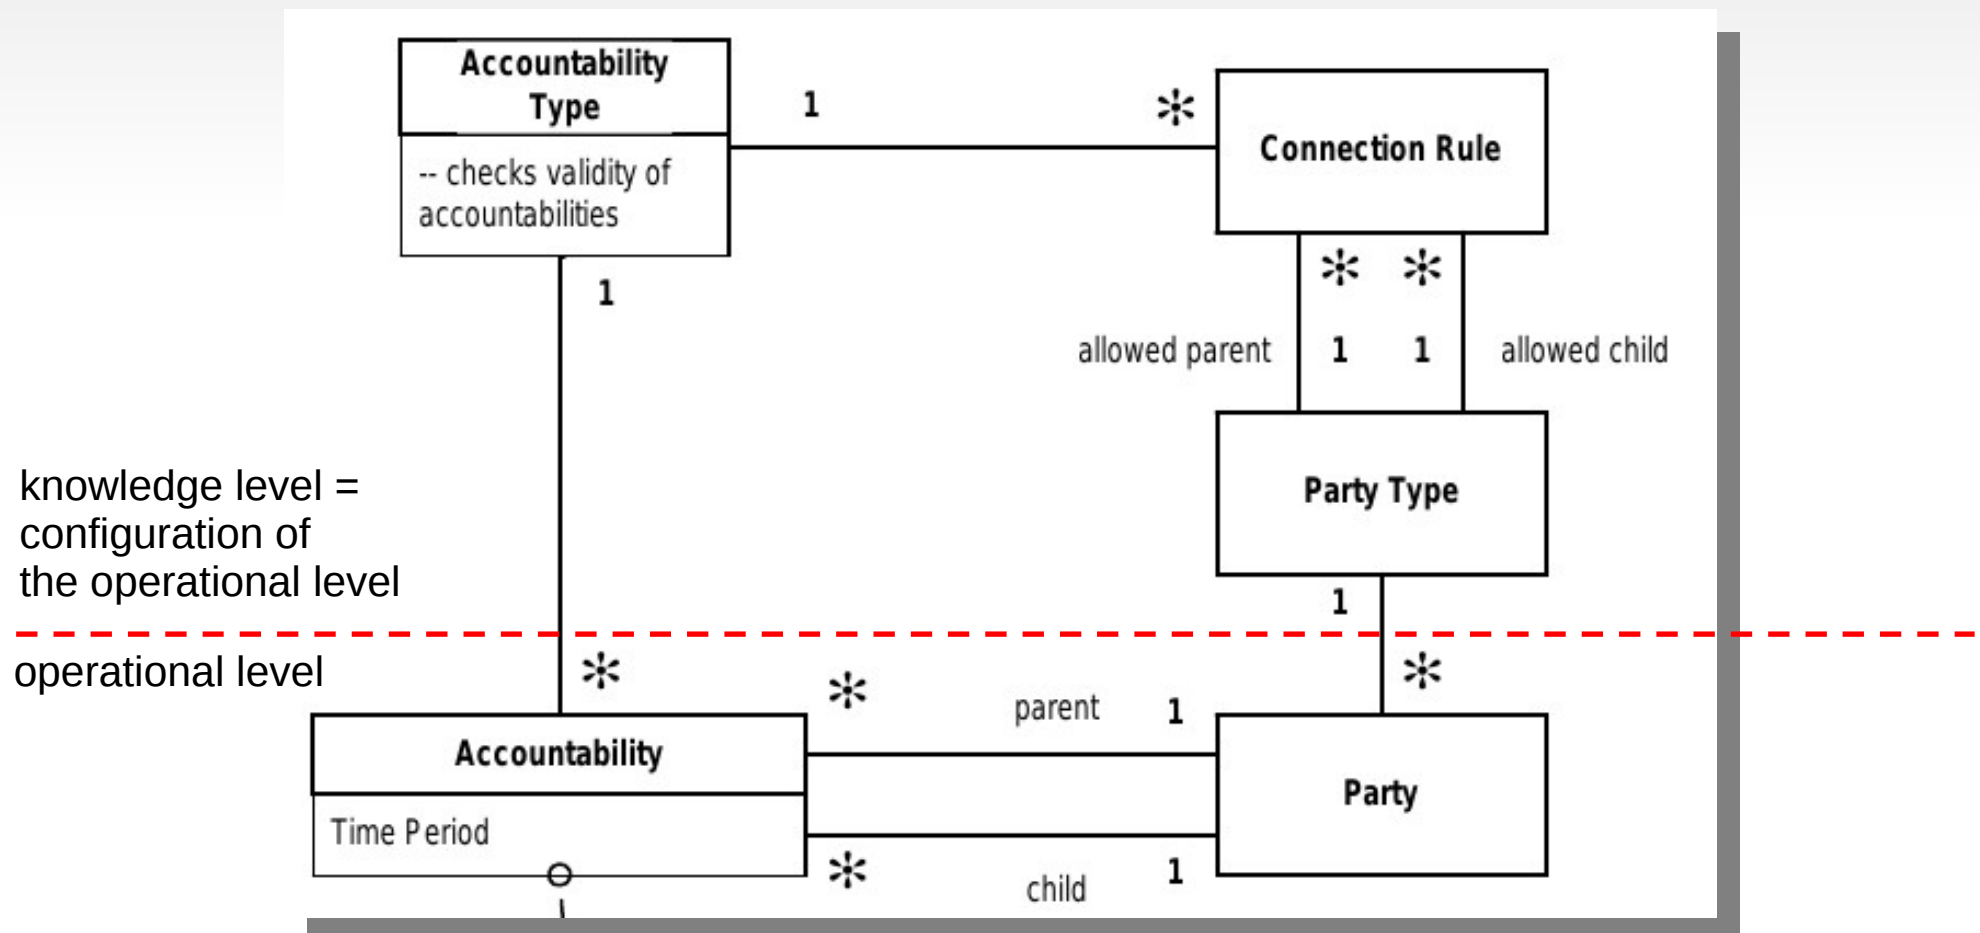 Accountability
Type
-- checks validity of
accountabilities
1
*
Connection Rule
1
* *
allowed parent 1 1 allowed child
Party Type
knowledge level =
configuration of
the operational level
1
operational level
* *
* parent 1
Accountability
Time Period
Party
* child 1